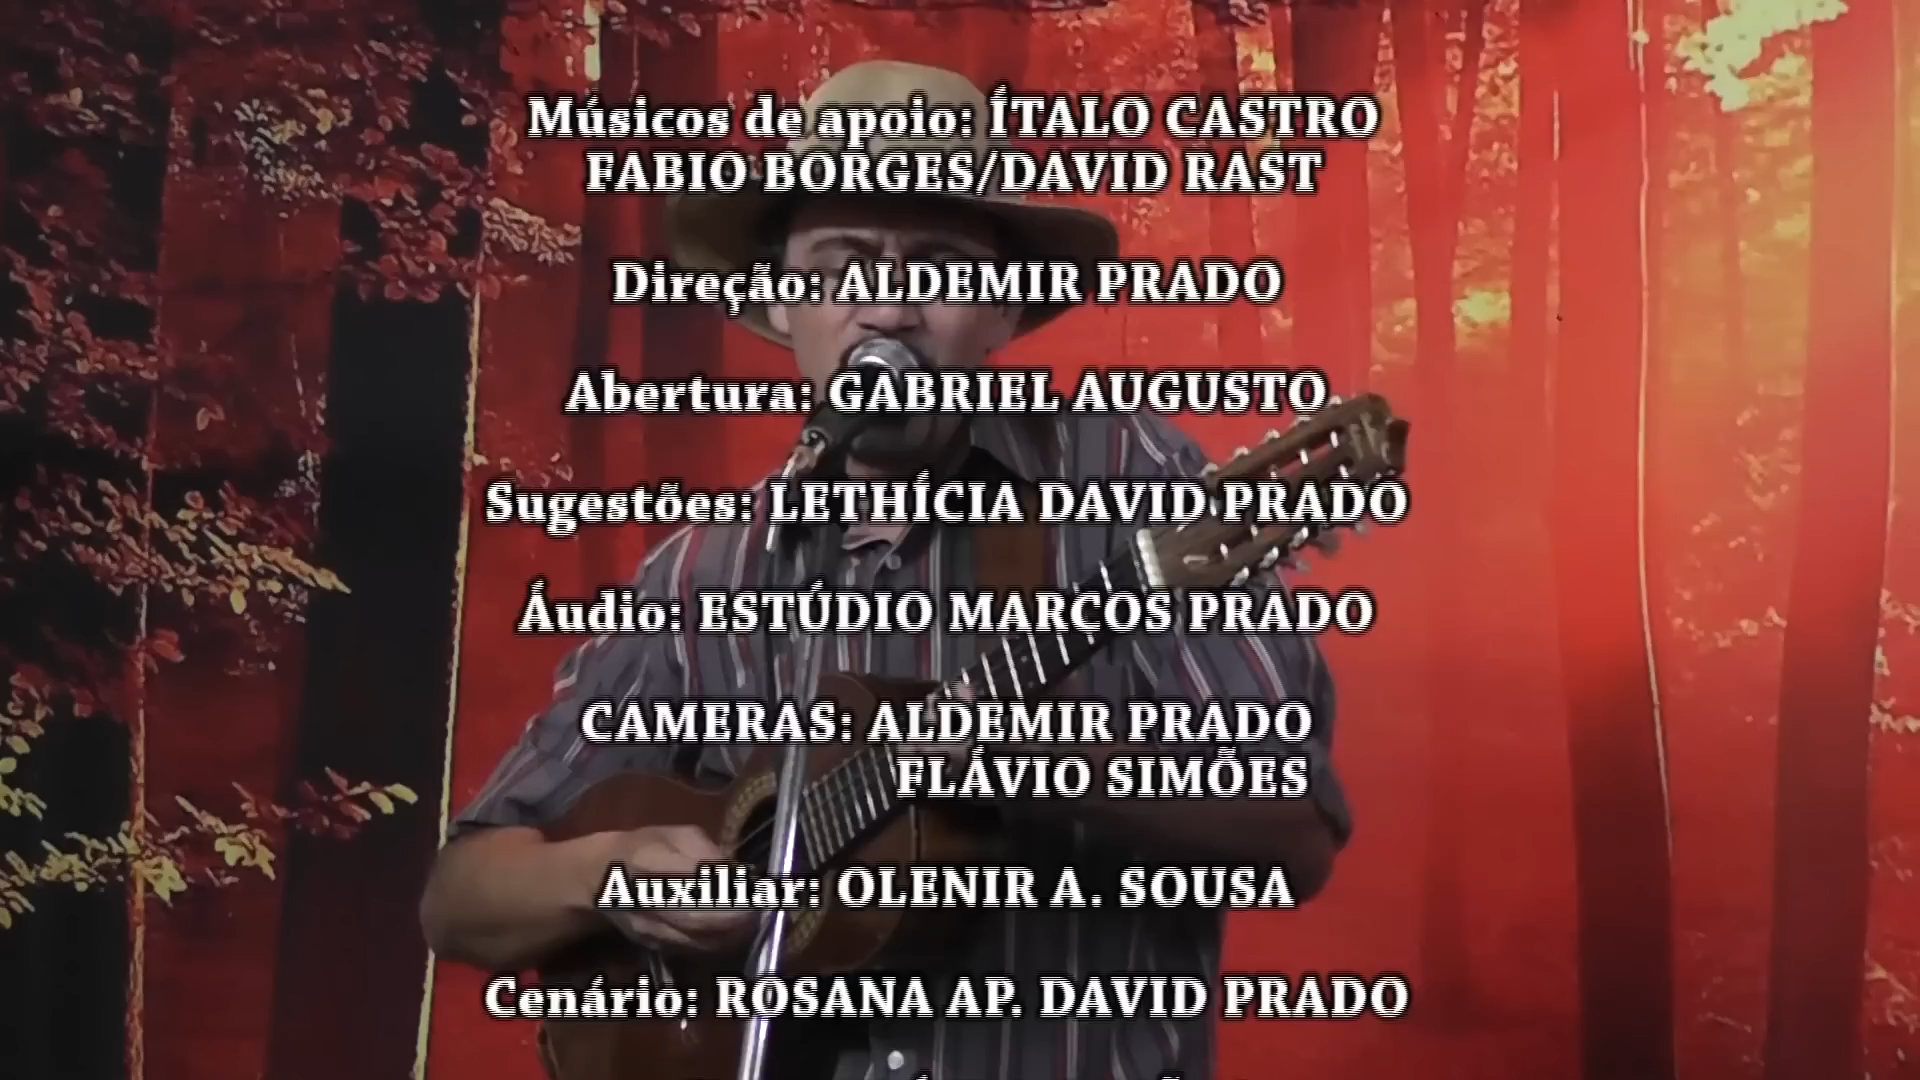 Músicos de apoio: ÍTALO CASTRO
FABIO BORGES/DAVID RAST
Direção: ALDEMIR PRADO
Abertura: GABRIEL AUGUSTO
Sugestões: LETHÍCIA DAVID PRADO
Áudio: ESTÚDIO MARCOS PRADO
CAMERAS: ALDEMIR PRADO
FLÁVIO SIMÕES
Auxiliar: OLENIR A. SOUSA
Cenário: ROSANA AP. DAVID PRADO